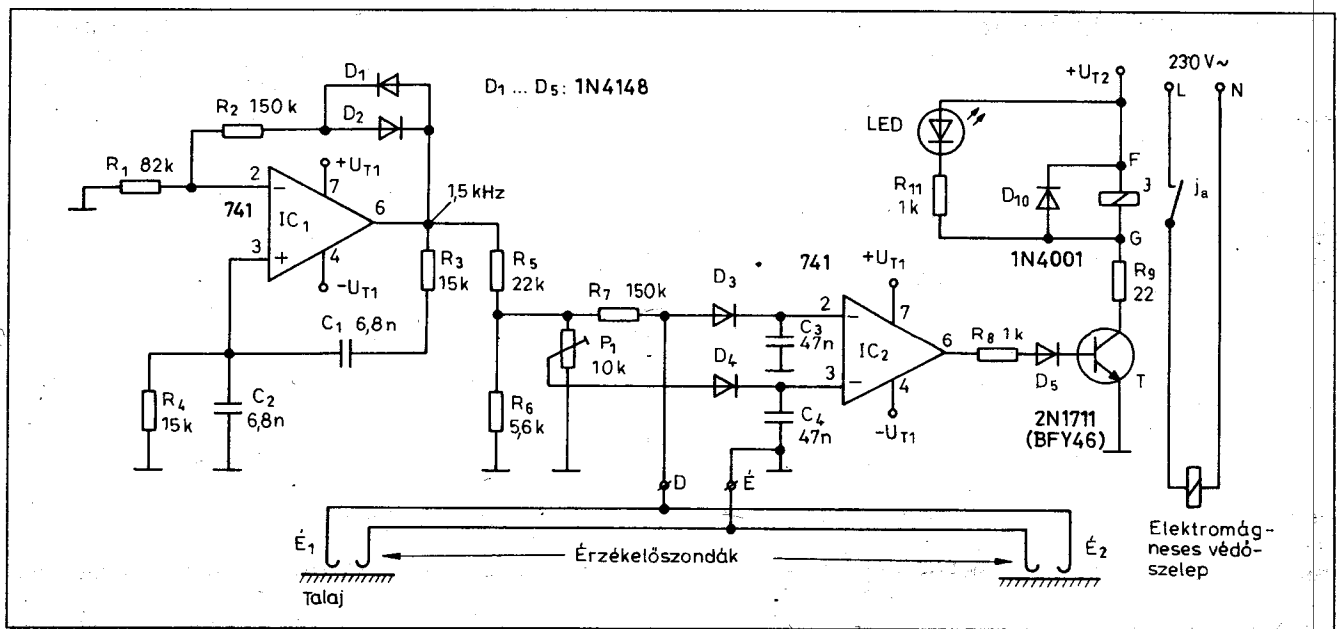 D1 ... D5: 1N4148
D1
R2 150 k
D2
R1 82k
+UT1
7
2
−
741
IC1
6
1,5 kHz
3
+
4
−UT1
R3
15k
C1 6,8n
R4
15k
C2
6,8n
R5
22k
R7 150k
P1
10k
R6
5,6k
D3
D4
C3
47n
C4
47n
741
+UT1
7
2
−
IC2
6
3
−
4
−UT1
R8 1k
D5
T
2N1711
(BFY46)
+UT2
LED
R11
1k
D10
1N4001
F
3
G
R9
22
230 V~
L
N
ja
Elektromág-
neses védő-
szelep
D
É
É1
Érzékelőszondák
É2
Talaj